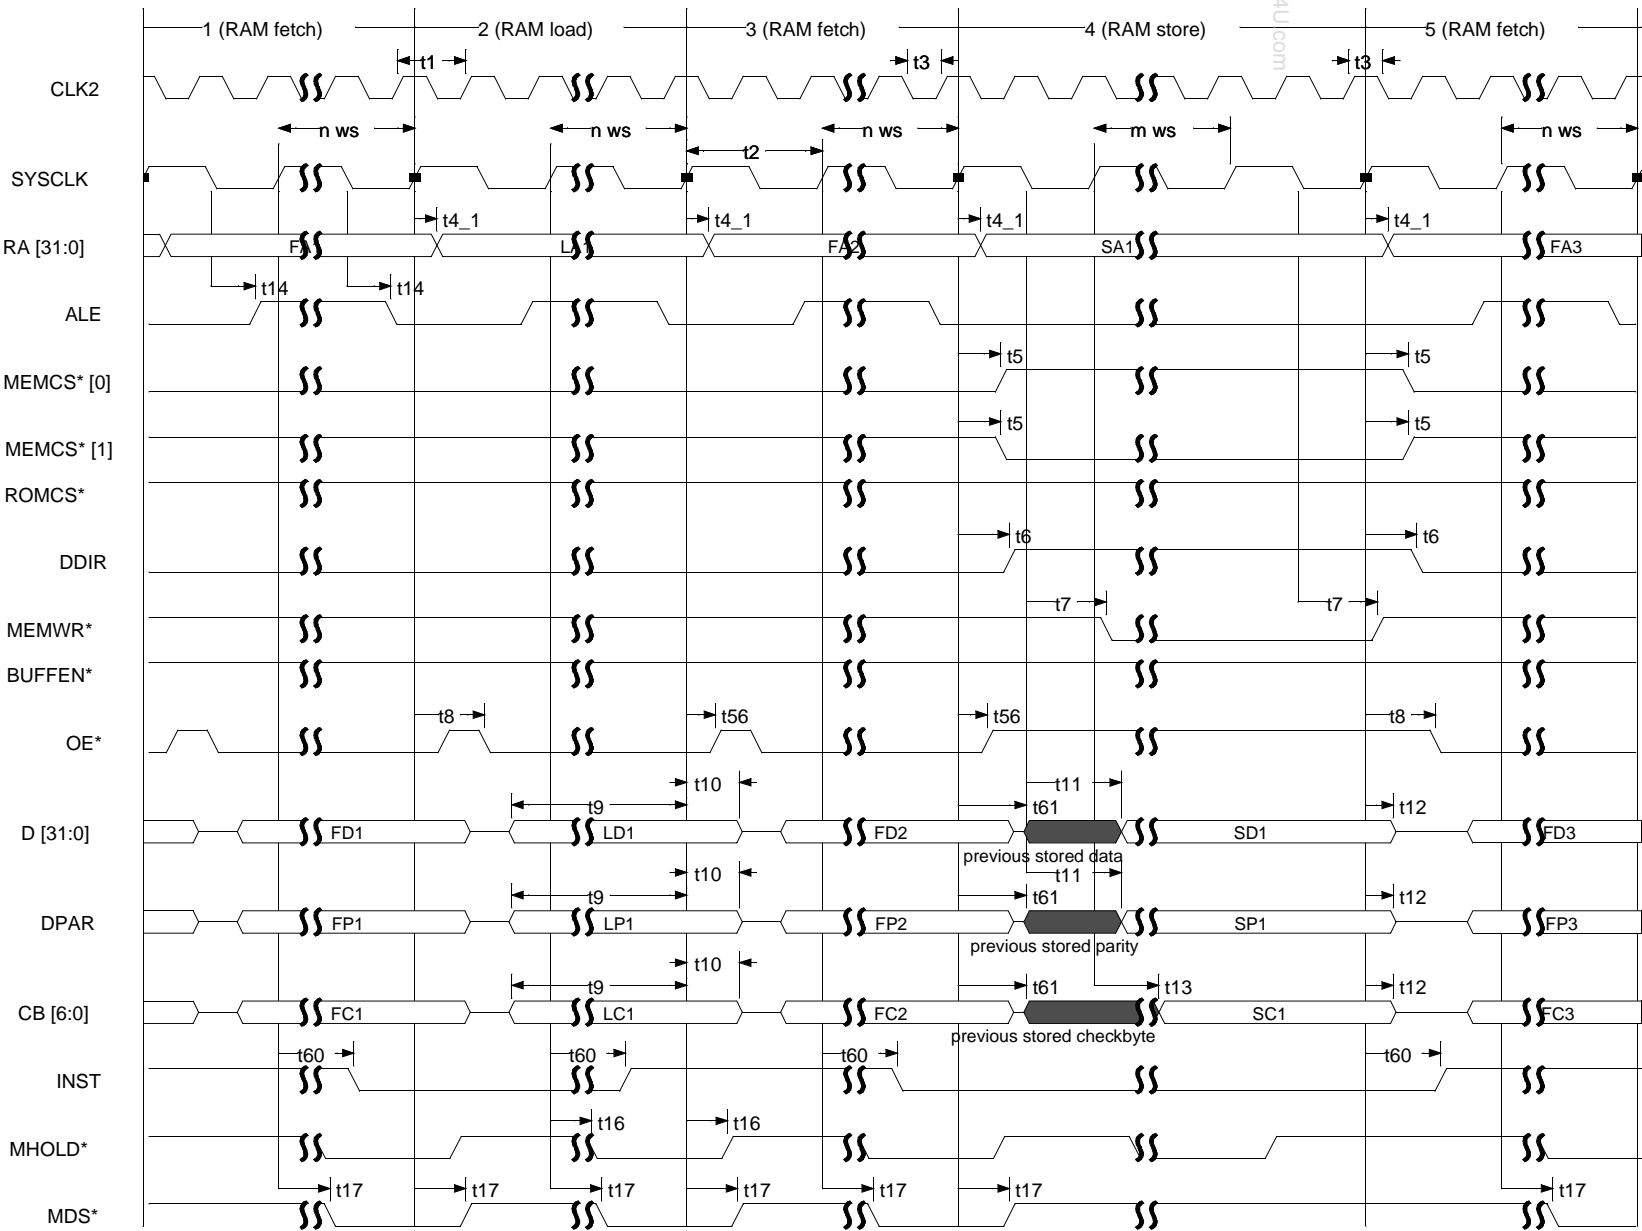 4U.com
1 (RAM fetch) 2 (RAM load) 3 (RAM fetch) 4 (RAM store) 5 (RAM fetch)
t1 t3 t3
CLK2
n ws n ws n ws m ws n ws
t2
SYSCLK
t4_1 t4_1 t4_1 t4_1
RA [31:0] FA1 LA1 FA2 SA1 FA3
t14 t14
ALE
t5 t5
MEMCS* [0]
t5 t5
MEMCS* [1]
ROMCS*
t6 t6
DDIR
t7 t7
MEMWR*
BUFFEN*
t8 t56 t56 t8
OE*
t10 t11
t9 t61 t12
D [31:0] FD1 LD1 FD2 SD1 FD3
previous stored data
t10 t11
t9 t61 t12
DPAR FP1 LP1 FP2 SP1 FP3
previous stored parity
t10
t9 t61 t13 t12
CB [6:0] FC1 LC1 FC2 SC1 FC3
previous stored checkbyte
t60 t60 t60 t60
INST
t16 t16
MHOLD*
t17 t17 t17 t17 t17 t17 t17
MDS*